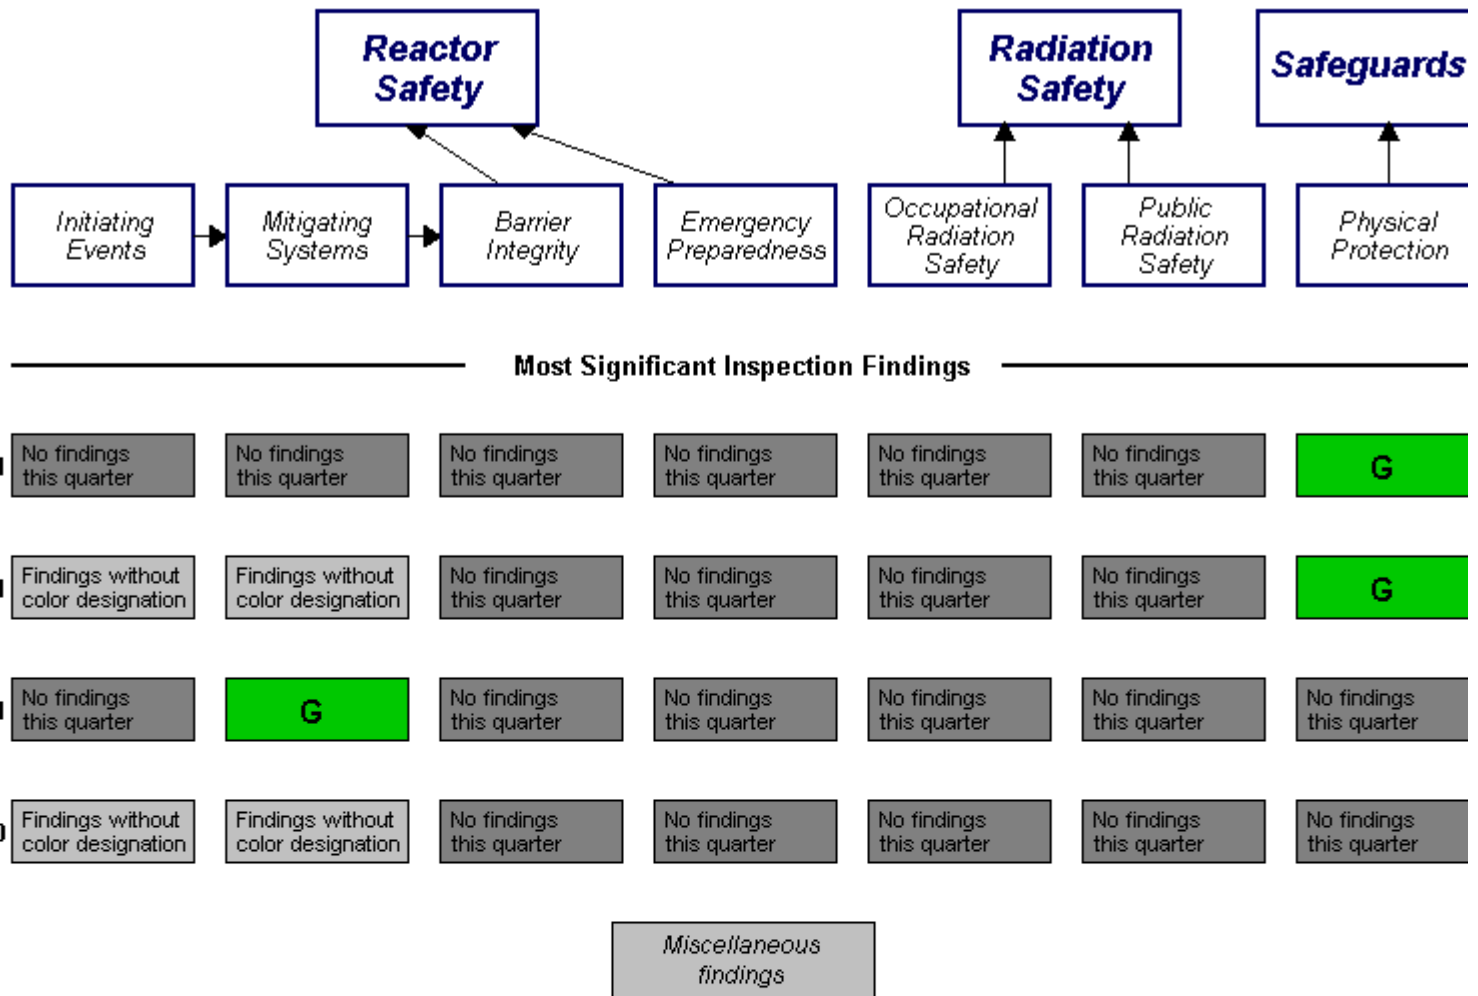 Reactor
Safety
Radiation
Safety
Safeguards
Initiating
Events
Mitigating
Systems
Barrier
Integrity
Emergency
Preparedness
Occupational
Radiation
Safety
Public
Radiation
Safety
Physical
Protection
Most Significant Inspection Findings
No findings
this quarter
No findings
this quarter
No findings
this quarter
No findings
this quarter
No findings
this quarter
No findings
this quarter
G
Findings without
color designation
Findings without
color designation
No findings
this quarter
No findings
this quarter
No findings
this quarter
No findings
this quarter
G
No findings
this quarter
G
No findings
this quarter
No findings
this quarter
No findings
this quarter
No findings
this quarter
No findings
this quarter
Findings without
color designation
Findings without
color designation
No findings
this quarter
No findings
this quarter
No findings
this quarter
No findings
this quarter
No findings
this quarter
Miscellaneous
findings